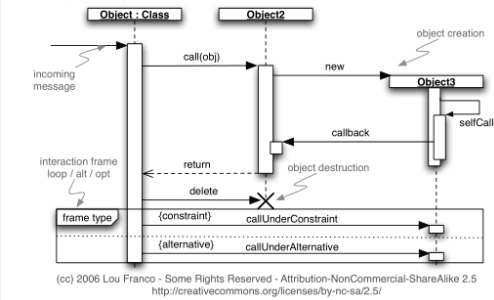 Object : Class
Object2
object creation
call(obj)
new
incoming
message
Object3
selfCall
callback
interaction frame
loop / alt / opt
return
object destruction
delete
frame type
{constraint}
callUnderConstraint
{alternative}
callUnderAlternative
(cc) 2006 Lou Franco - Some Rights Reserved - Attribution-NonCommercial-ShareAlike 2.5
http://creativecommons.org/licenses/by-nc-sa/2.5/